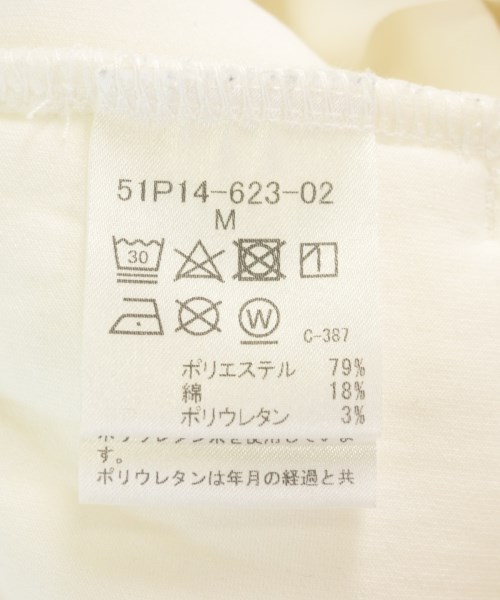 51P14-623-02
M
30
W
C-387
ポリエステル 79%
綿 18%
ポリウレタン 3%
す。
ポリウレタンは年月の経過と共